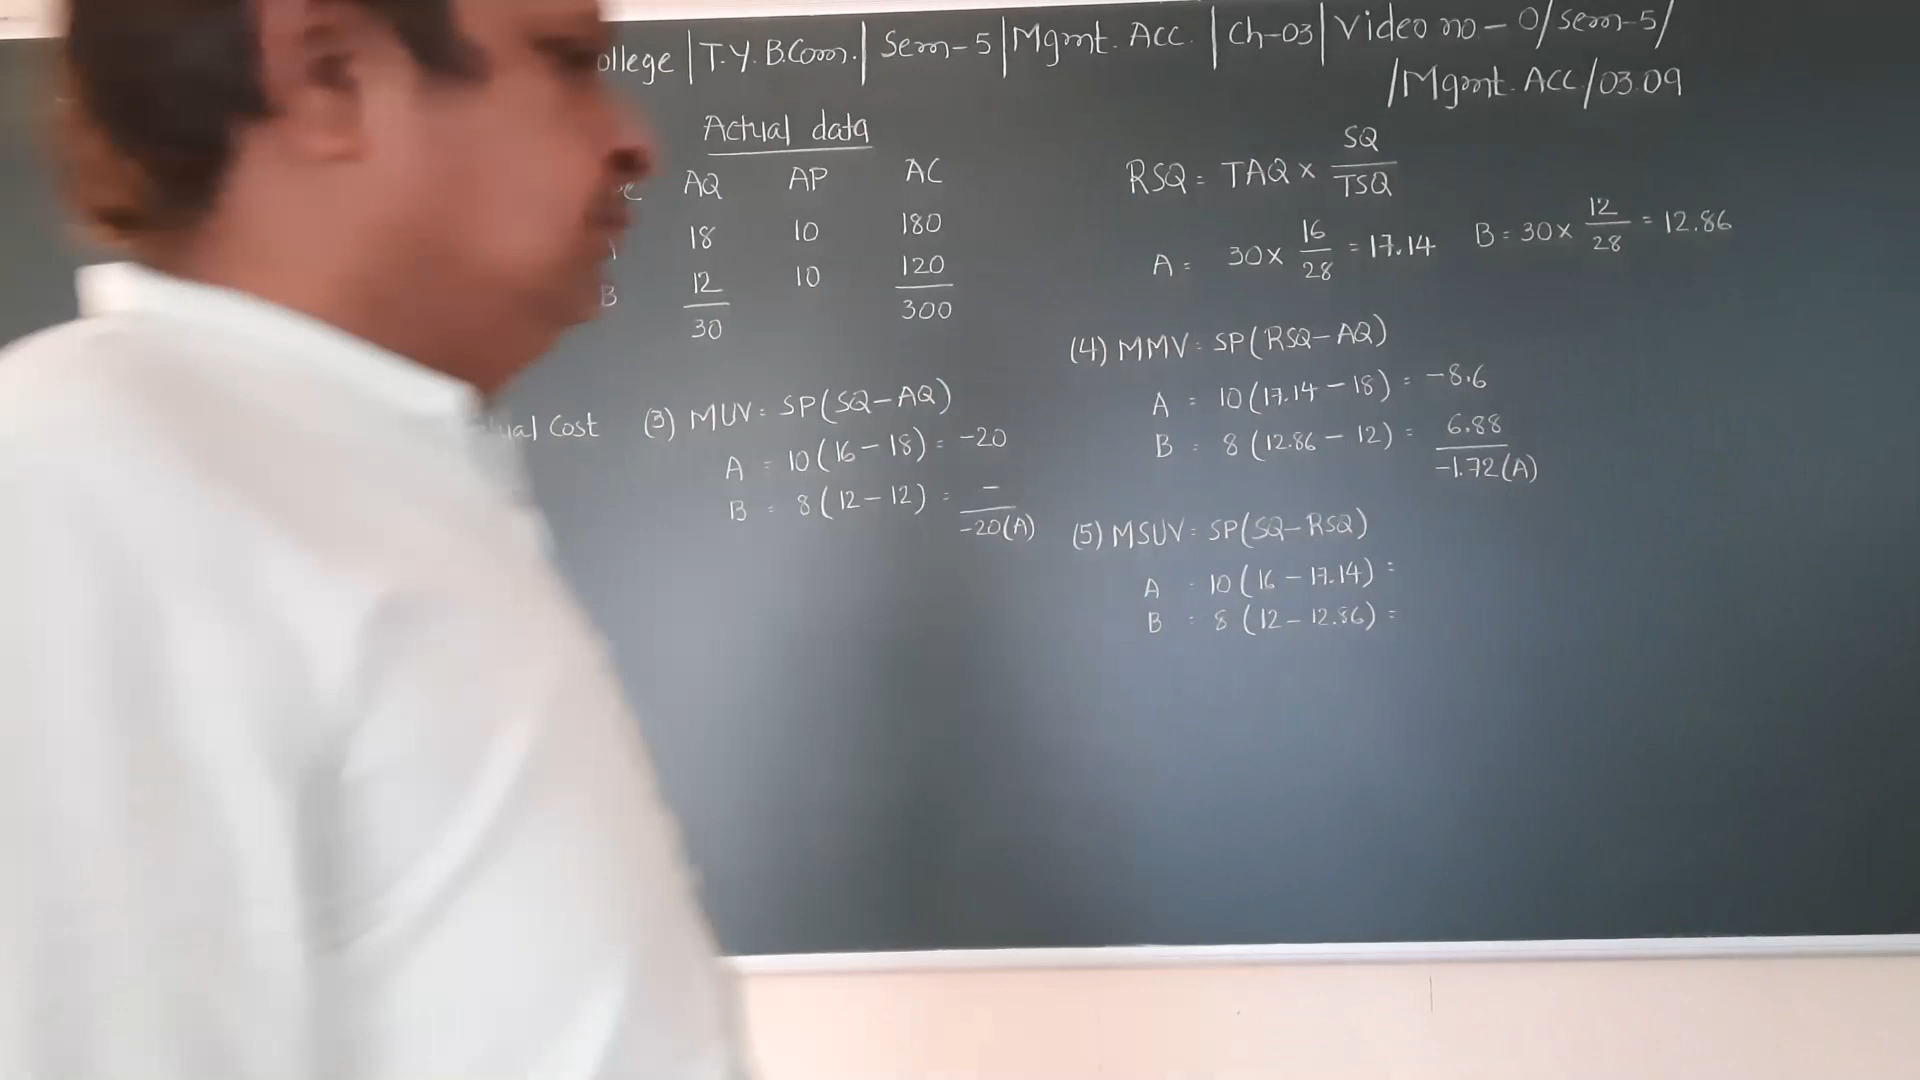 ollege | T.Y. B.Com. | Sem-5 | Mgmt. Acc. | Ch-03 | Video no - 0/sem-5/
/Mgmt. Acc/03.09
Actual data
AQ AP AC
18 10 180
B 12 10 120
30 300
Cost
(3) MUV = SP(SQ-AQ)
A = 10(16-18) = -20
B = 8(12-12) = -
-20(A)
RSQ = TAQ × SQ/TSQ
A = 30 × 16/28 = 17.14 B = 30 × 12/28 = 12.86
(4) MMV = SP(RSQ-AQ)
A = 10(17.14-18) = -8.6
B = 8(12.86-12) = 6.88
-1.72(A)
(5) MSUV = SP(SQ-RSQ)
A = 10(16-17.14) =
B = 8(12-12.86) =